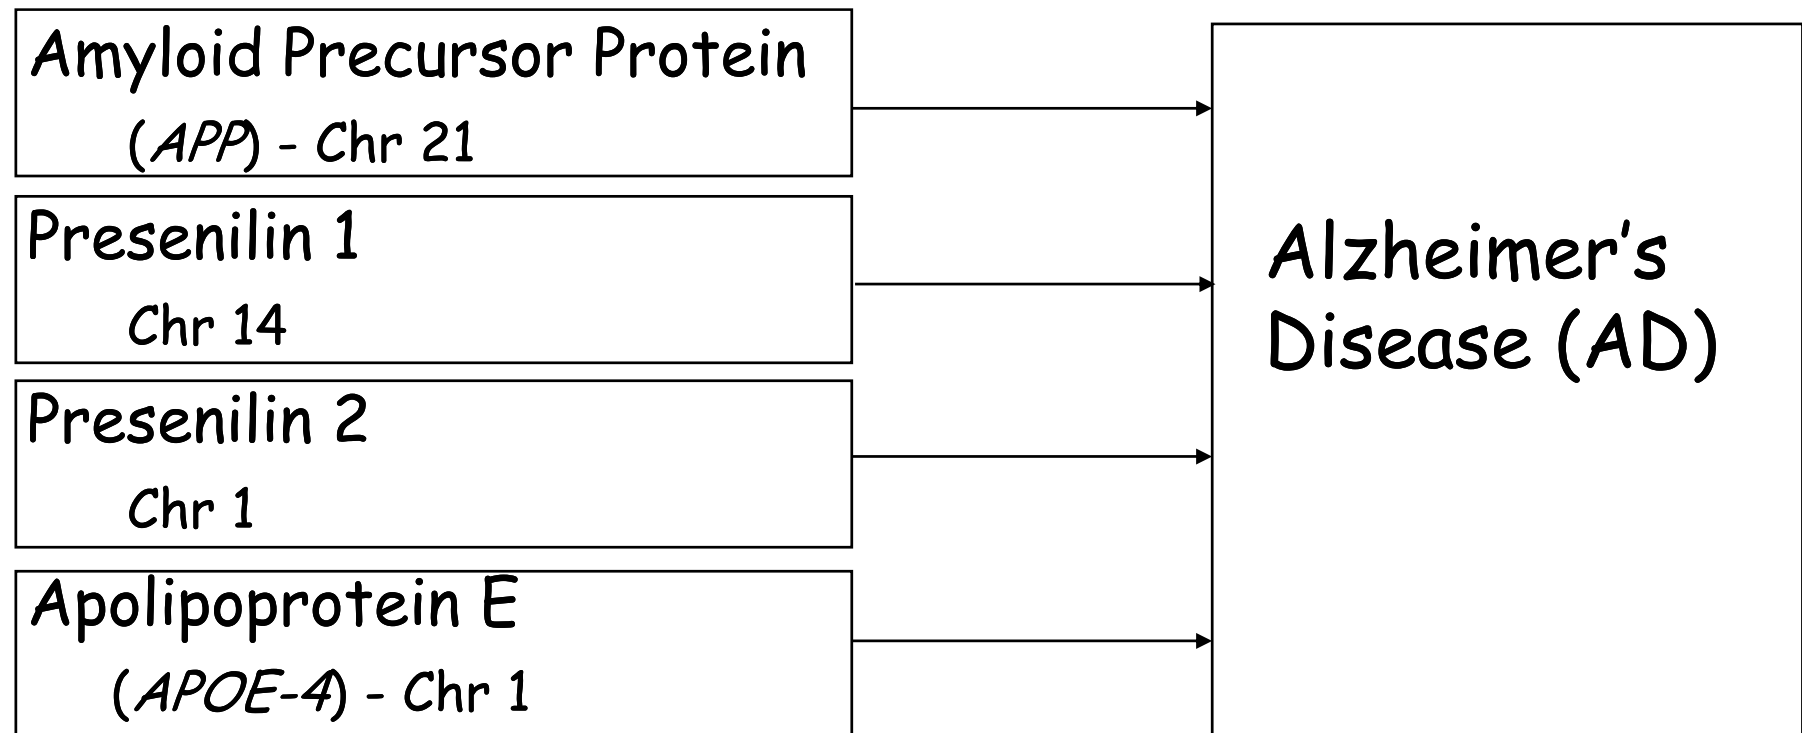 Amyloid Precursor Protein
(APP) - Chr 21
Presenilin 1
Chr 14
Presenilin 2
Chr 1
Apolipoprotein E
(APOE-4) - Chr 1
Alzheimer's
Disease (AD)